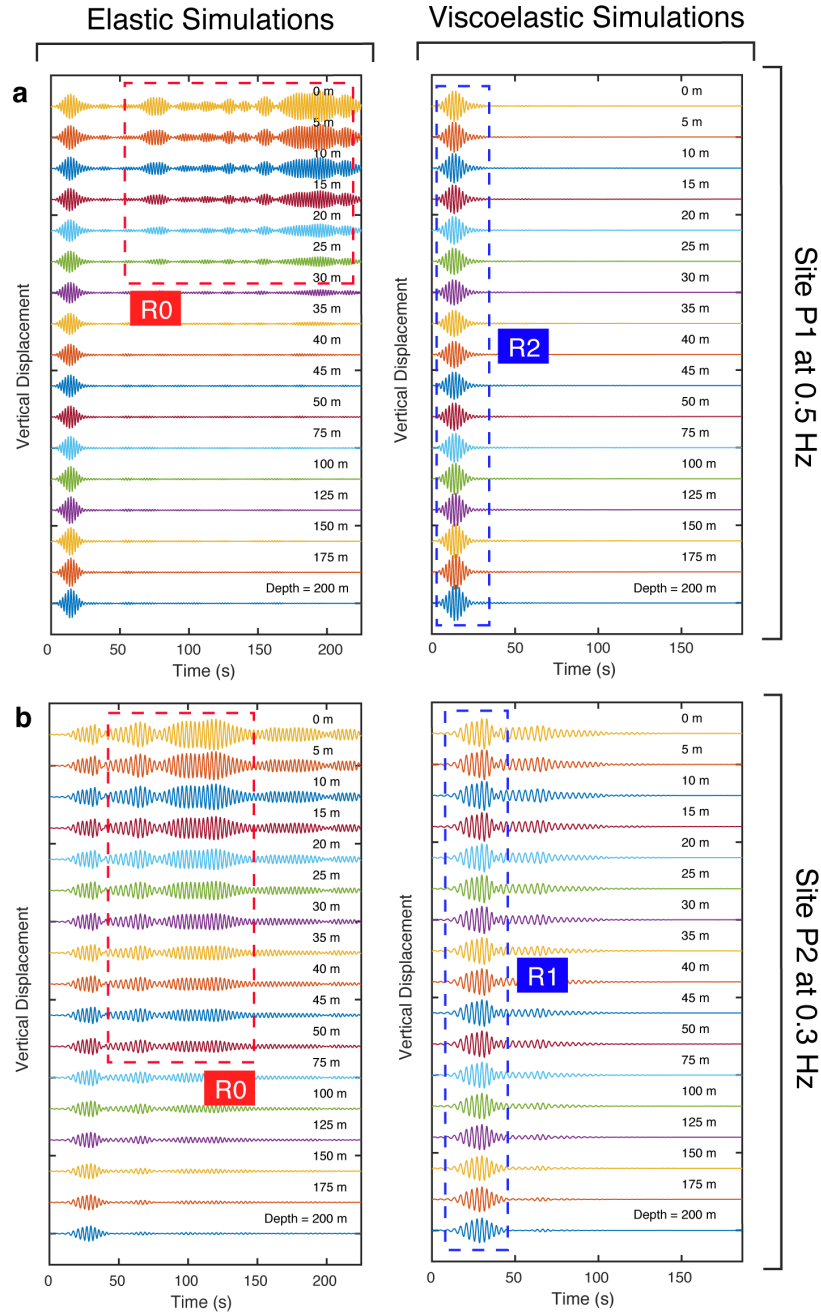 Elastic Simulations
Viscoelastic Simulations
a
0 m
5 m
10 m
15 m
20 m
25 m
30 m
35 m
40 m
45 m
50 m
75 m
100 m
125 m
150 m
175 m
Depth = 200 m
R0
Vertical Displacement
0 50 100 150 200
Time (s)
0 m
5 m
10 m
15 m
20 m
25 m
30 m
35 m
40 m
45 m
50 m
75 m
100 m
125 m
150 m
175 m
Depth = 200 m
R2
Vertical Displacement
0 50 100 150
Time (s)
Site P1 at 0.5 Hz
b
0 m
5 m
10 m
15 m
20 m
25 m
30 m
35 m
40 m
45 m
50 m
75 m
100 m
125 m
150 m
175 m
Depth = 200 m
R0
Vertical Displacement
0 50 100 150 200
Time (s)
0 m
5 m
10 m
15 m
20 m
25 m
30 m
35 m
40 m
45 m
50 m
75 m
100 m
125 m
150 m
175 m
Depth = 200 m
R1
Vertical Displacement
0 50 100 150
Time (s)
Site P2 at 0.3 Hz